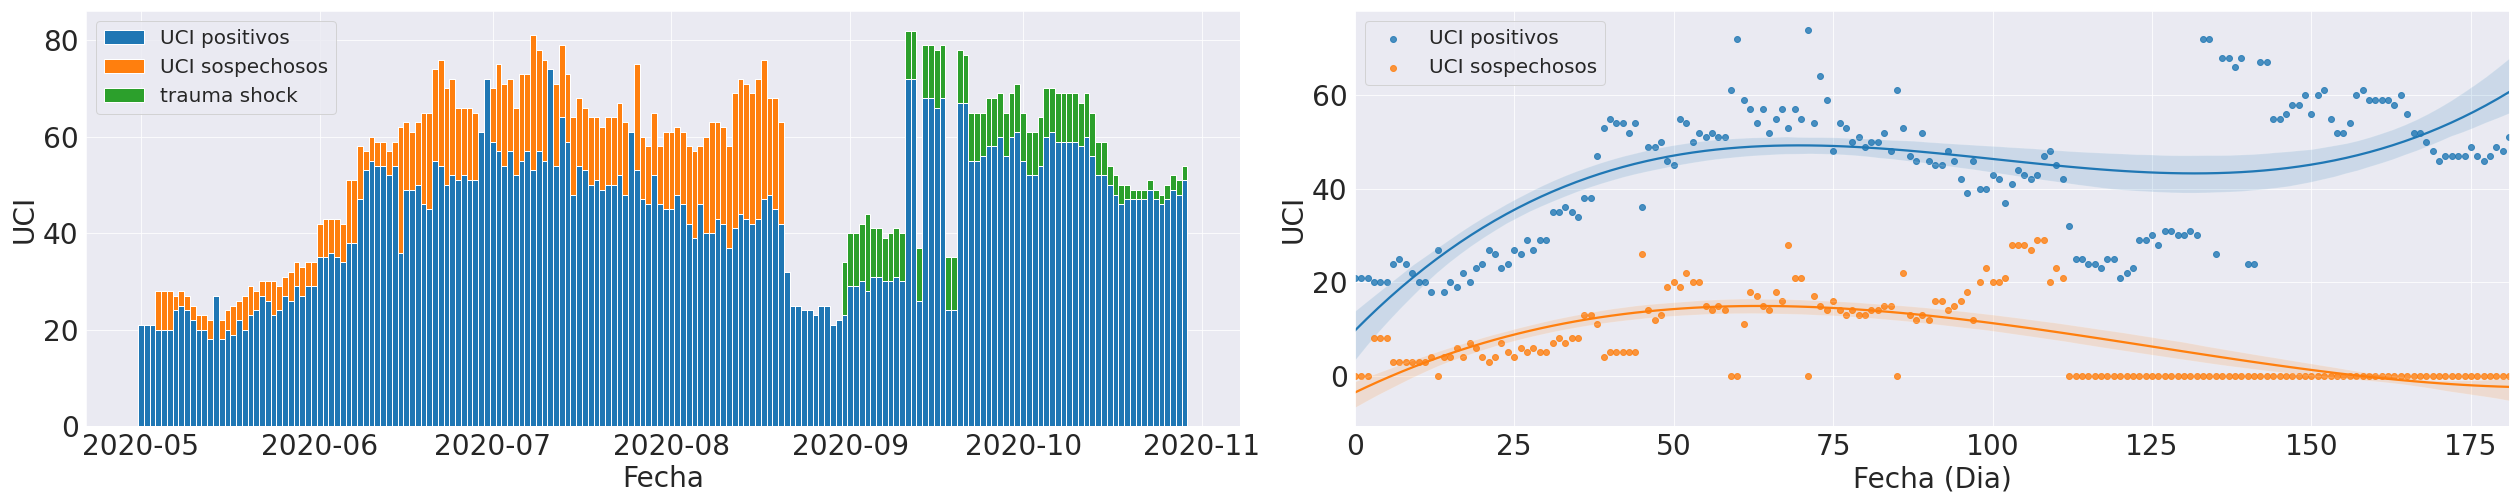 UCI positivos
UCI sospechosos
trauma shock
UCI
80
60
40
20
0
2020-05 2020-06 2020-07 2020-08 2020-09 2020-10 2020-11
Fecha
UCI positivos
UCI sospechosos
UCI
60
40
20
0
0 25 50 75 100 125 150 175
Fecha (Dia)